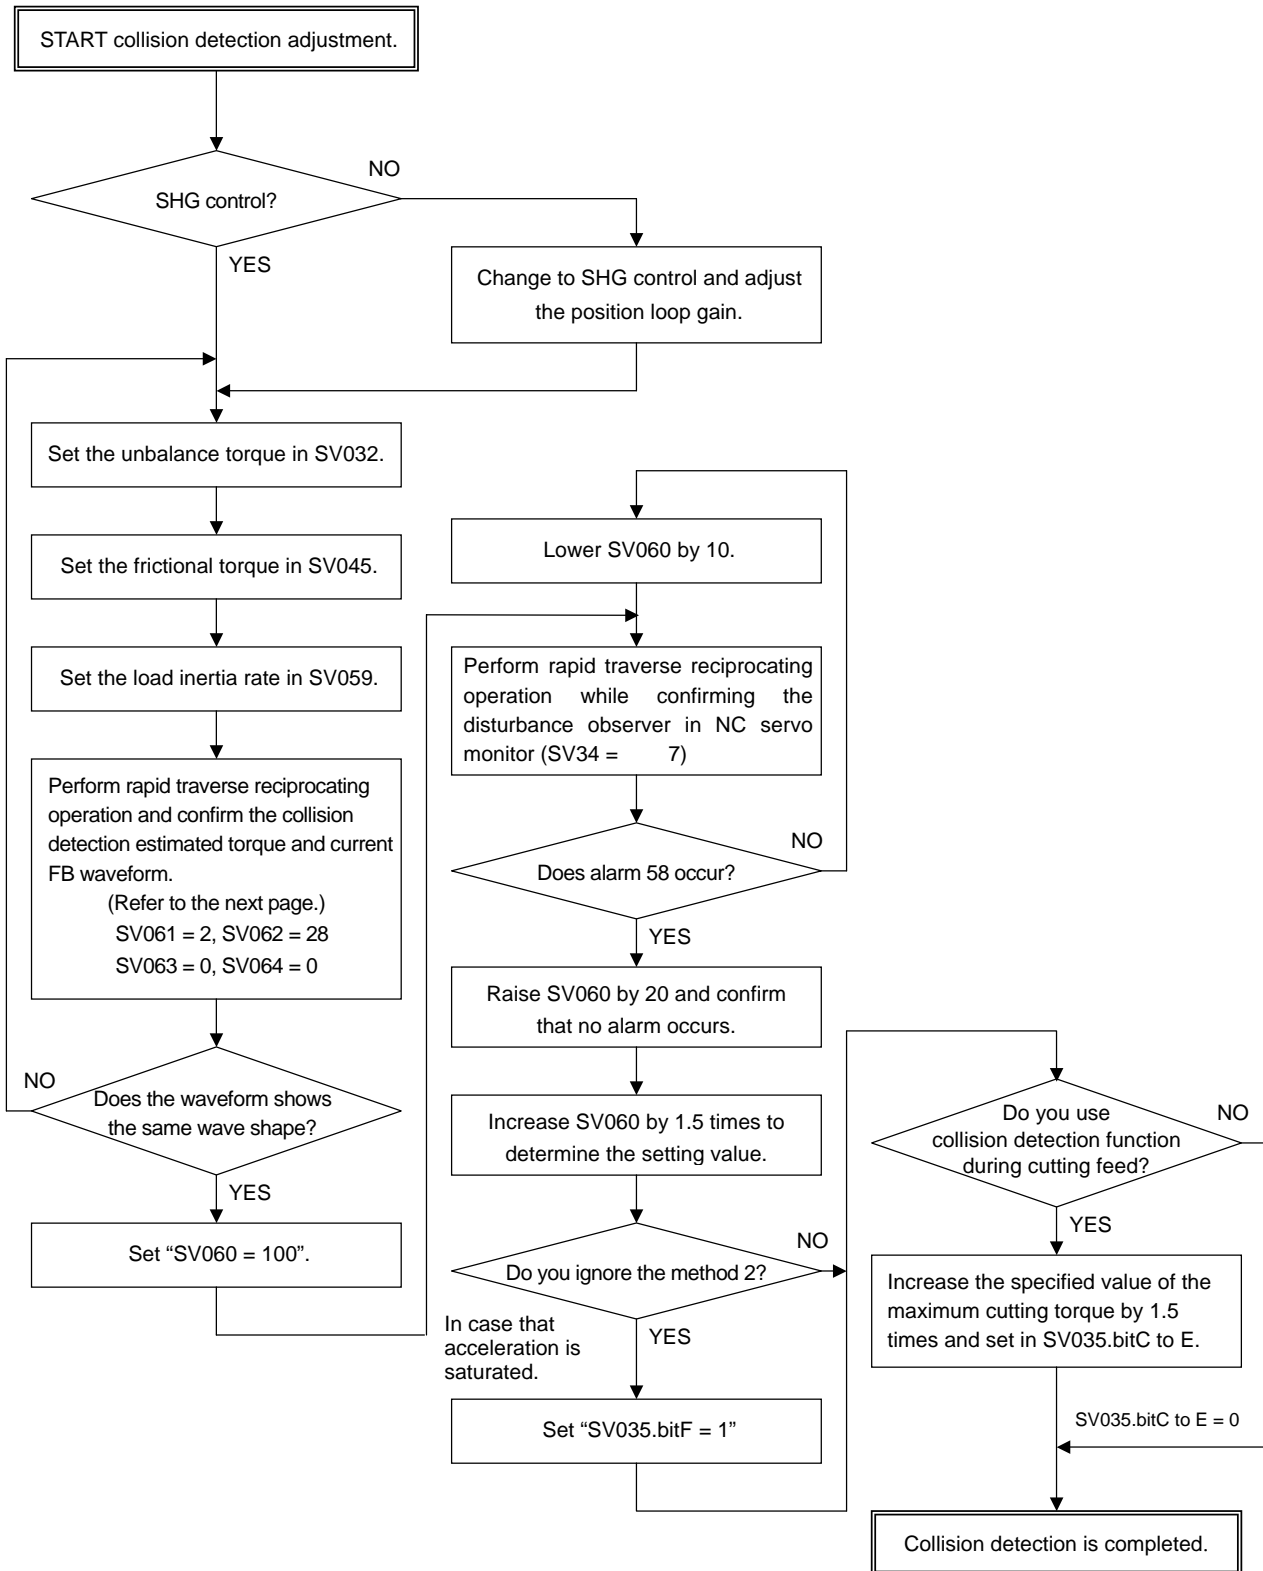 START collision detection adjustment.
SHG control?
NO
YES
Change to SHG control and adjust
the position loop gain.
Set the unbalance torque in SV032.
Set the frictional torque in SV045.
Set the load inertia rate in SV059.
Perform rapid traverse reciprocating
operation and confirm the collision
detection estimated torque and current
FB waveform.
(Refer to the next page.)
SV061 = 2, SV062 = 28
SV063 = 0, SV064 = 0
NO
Does the waveform shows
the same wave shape?
YES
Set “SV060 = 100”.
Lower SV060 by 10.
Perform rapid traverse reciprocating
operation while confirming the
disturbance observer in NC servo
monitor (SV34 = 7)
NO
Does alarm 58 occur?
YES
Raise SV060 by 20 and confirm
that no alarm occurs.
Increase SV060 by 1.5 times to
determine the setting value.
NO
Do you ignore the method 2?
In case that
acceleration is
saturated.
YES
Set “SV035.bitF = 1”
Do you use
collision detection function
during cutting feed?
NO
YES
Increase the specified value of the
maximum cutting torque by 1.5
times and set in SV035.bitC to E.
SV035.bitC to E = 0
Collision detection is completed.